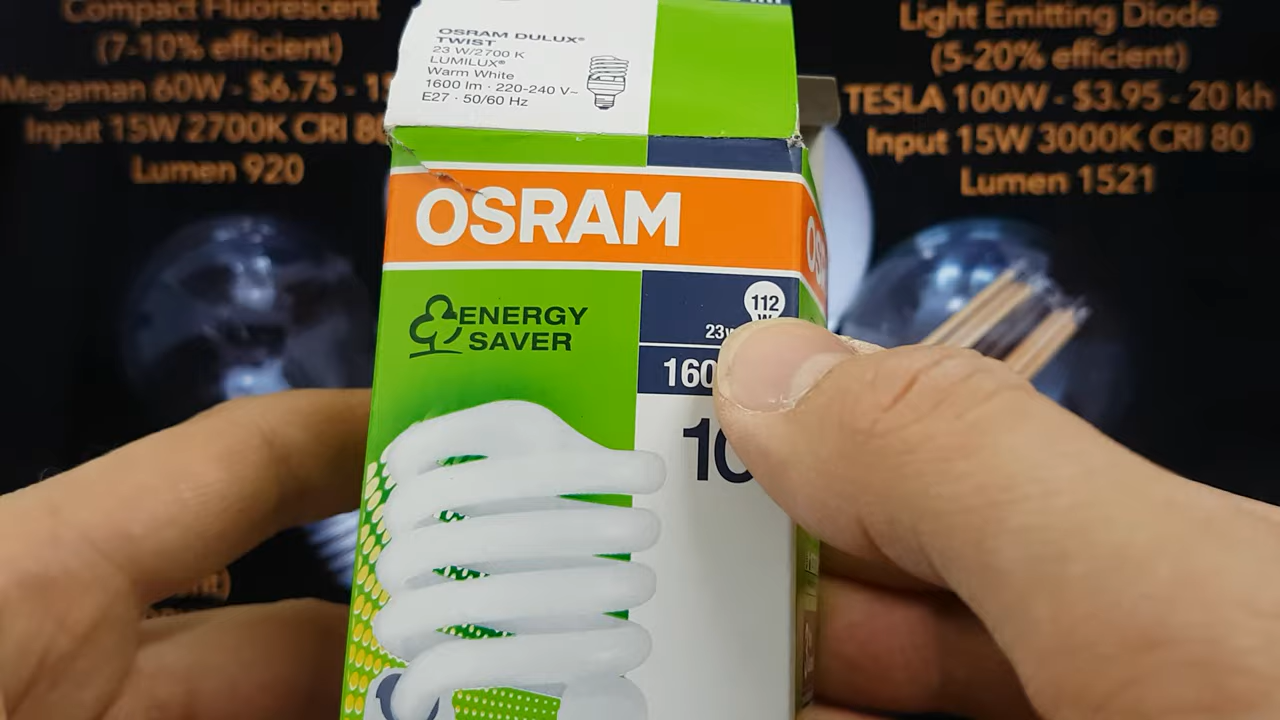 Compact Fluorescent
(7-10% efficient)
Megaman 60W - $6.75 - 15
Input 15W 2700K CRI 80
Lumen 920
OSRAM DULUX®
TWIST
23 W/2700 K
LUMILUX®
Warm White
1600 lm · 220-240 V~
E27 · 50/60 Hz
Light Emitting Diode
(5-20% efficient)
TESLA 100W - $3.95 - 20 kh
Input 15W 3000K CRI 80
Lumen 1521
OSRAM
ENERGY
SAVER
112
W
23w
160
10